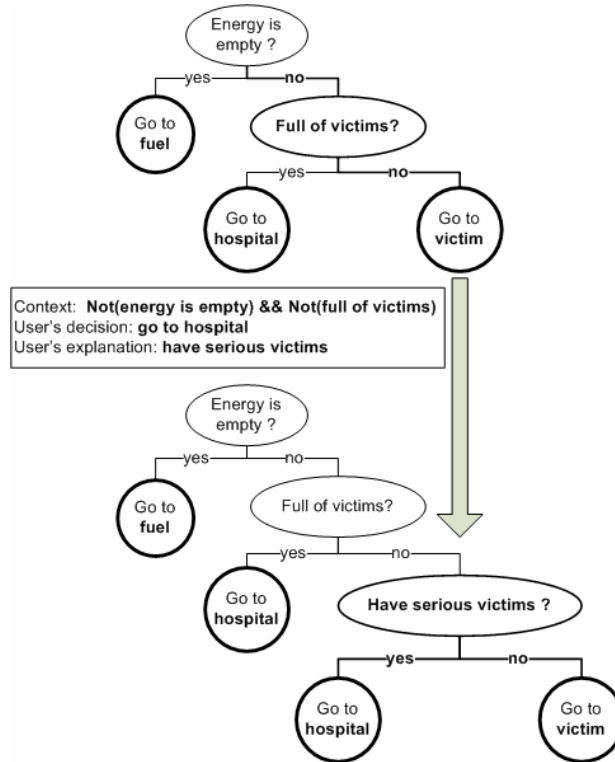 Energy is
empty ?
yes no
Go to
fuel
Full of victims?
yes no
Go to
hospital
Go to
victim
Context: Not(energy is empty) && Not(full of victims)
User's decision: go to hospital
User's explanation: have serious victims
Energy is
empty ?
yes no
Go to
fuel
Full of victims?
yes no
Go to
hospital
Have serious victims ?
yes no
Go to
hospital
Go to
victim